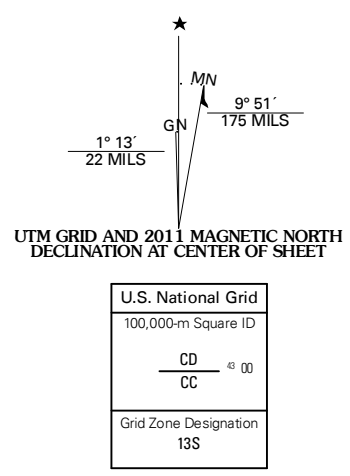 MN
GN
9° 51´
175 MILS
1° 13´
22 MILS
UTM GRID AND 2011 MAGNETIC NORTH
DECLINATION AT CENTER OF SHEET
U.S. National Grid
100,000-m Square ID
CD
43 00
CC
Grid Zone Designation
13S